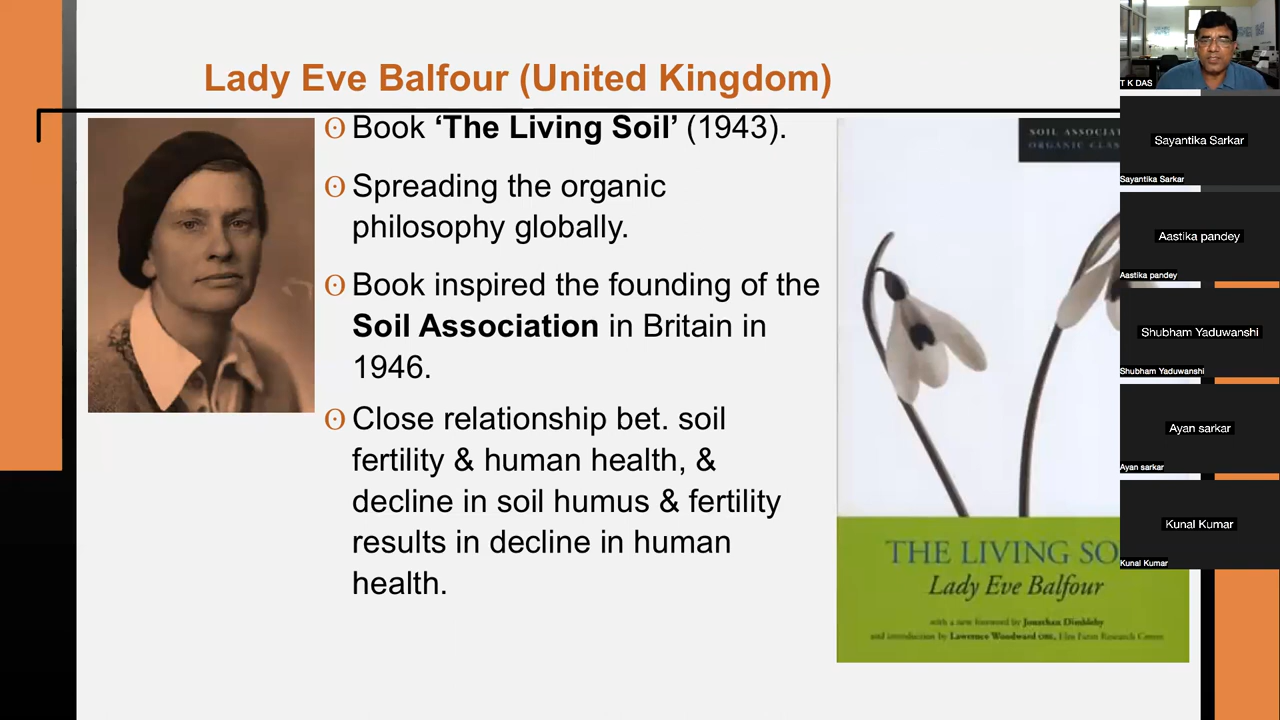 Lady Eve Balfour (United Kingdom)
Book ‘The Living Soil’ (1943).
Spreading the organic
philosophy globally.
Book inspired the founding of the
Soil Association in Britain in
1946.
Close relationship bet. soil
fertility & human health, &
decline in soil humus & fertility
results in decline in human
health.
SOIL ASSOCIAT
ORGANIC CLAS
THE LIVING SO
Lady Eve Balfour
with a new foreword by Jonathan Dimbleby
and introduction by Lawrence Woodward OBE, Elm Farm Research Centre
T K DAS
Sayantika Sarkar
Sayantika Sarkar
Aastika pandey
Aastika pandey
Shubham Yaduwanshi
Shubham Yaduwanshi
Ayan sarkar
Ayan sarkar
Kunal Kumar
Kunal Kumar